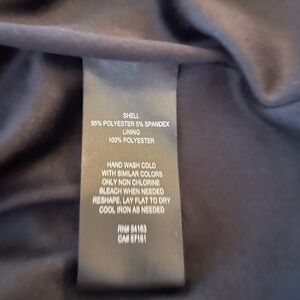 SHELL
95% POLYESTER 5% SPANDEX
LINING
100% POLYESTER
HAND WASH COLD
WITH SIMILAR COLORS
ONLY NON CHLORINE
BLEACH WHEN NEEDED
RESHAPE, LAY FLAT TO DRY
COOL IRON AS NEEDED
RN# 54163
CA# 57151